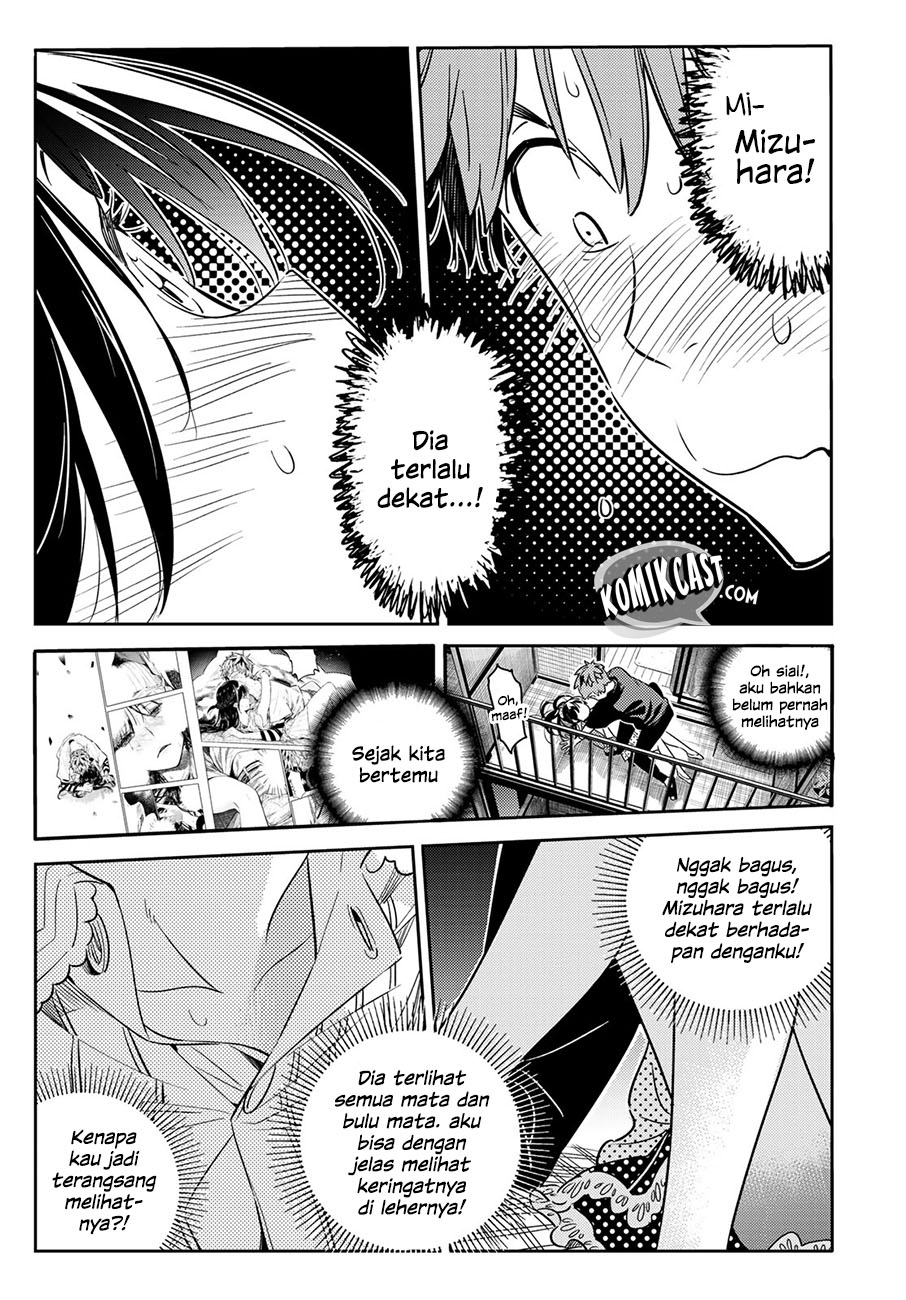 Mi-
Mizu-
hara!
Dia
terlalu
dekat...!
KOMIKCAST
.COM
Oh sial!,
aku bahkan
belum pernah
melihatnya
Oh,
maaf!
Sejak kita
bertemu
Nggak bagus,
nggak bagus!
Mizuhara terlalu
dekat berhada-
pan denganku!
Dia terlihat
semua mata dan
bulu mata. aku
bisa dengan
jelas melihat
keringatnya
di lehernya!
Kenapa
kau jadi
terangsang
melihat-
nya?!